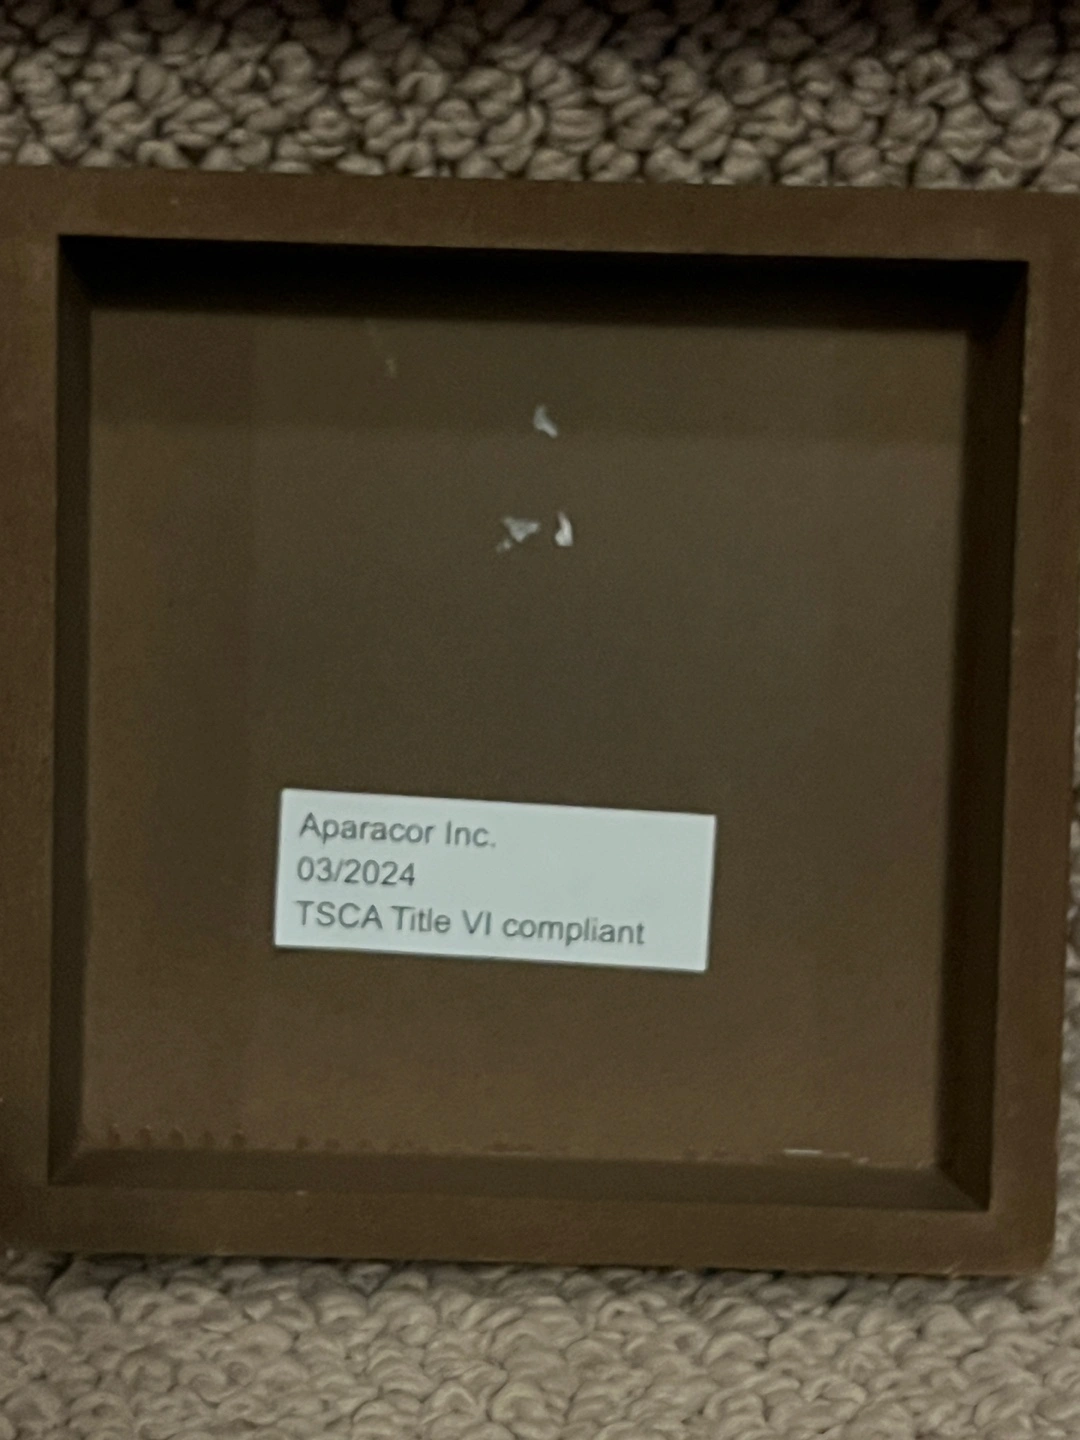 Aparacor Inc.
03/2024
TSCA Title VI compliant